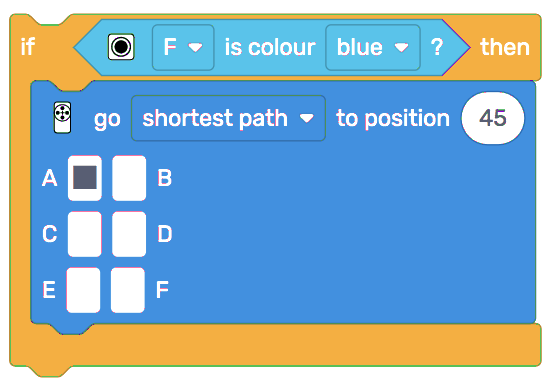 if F is colour blue ? then
go shortest path to position 45
A B
C D
E F